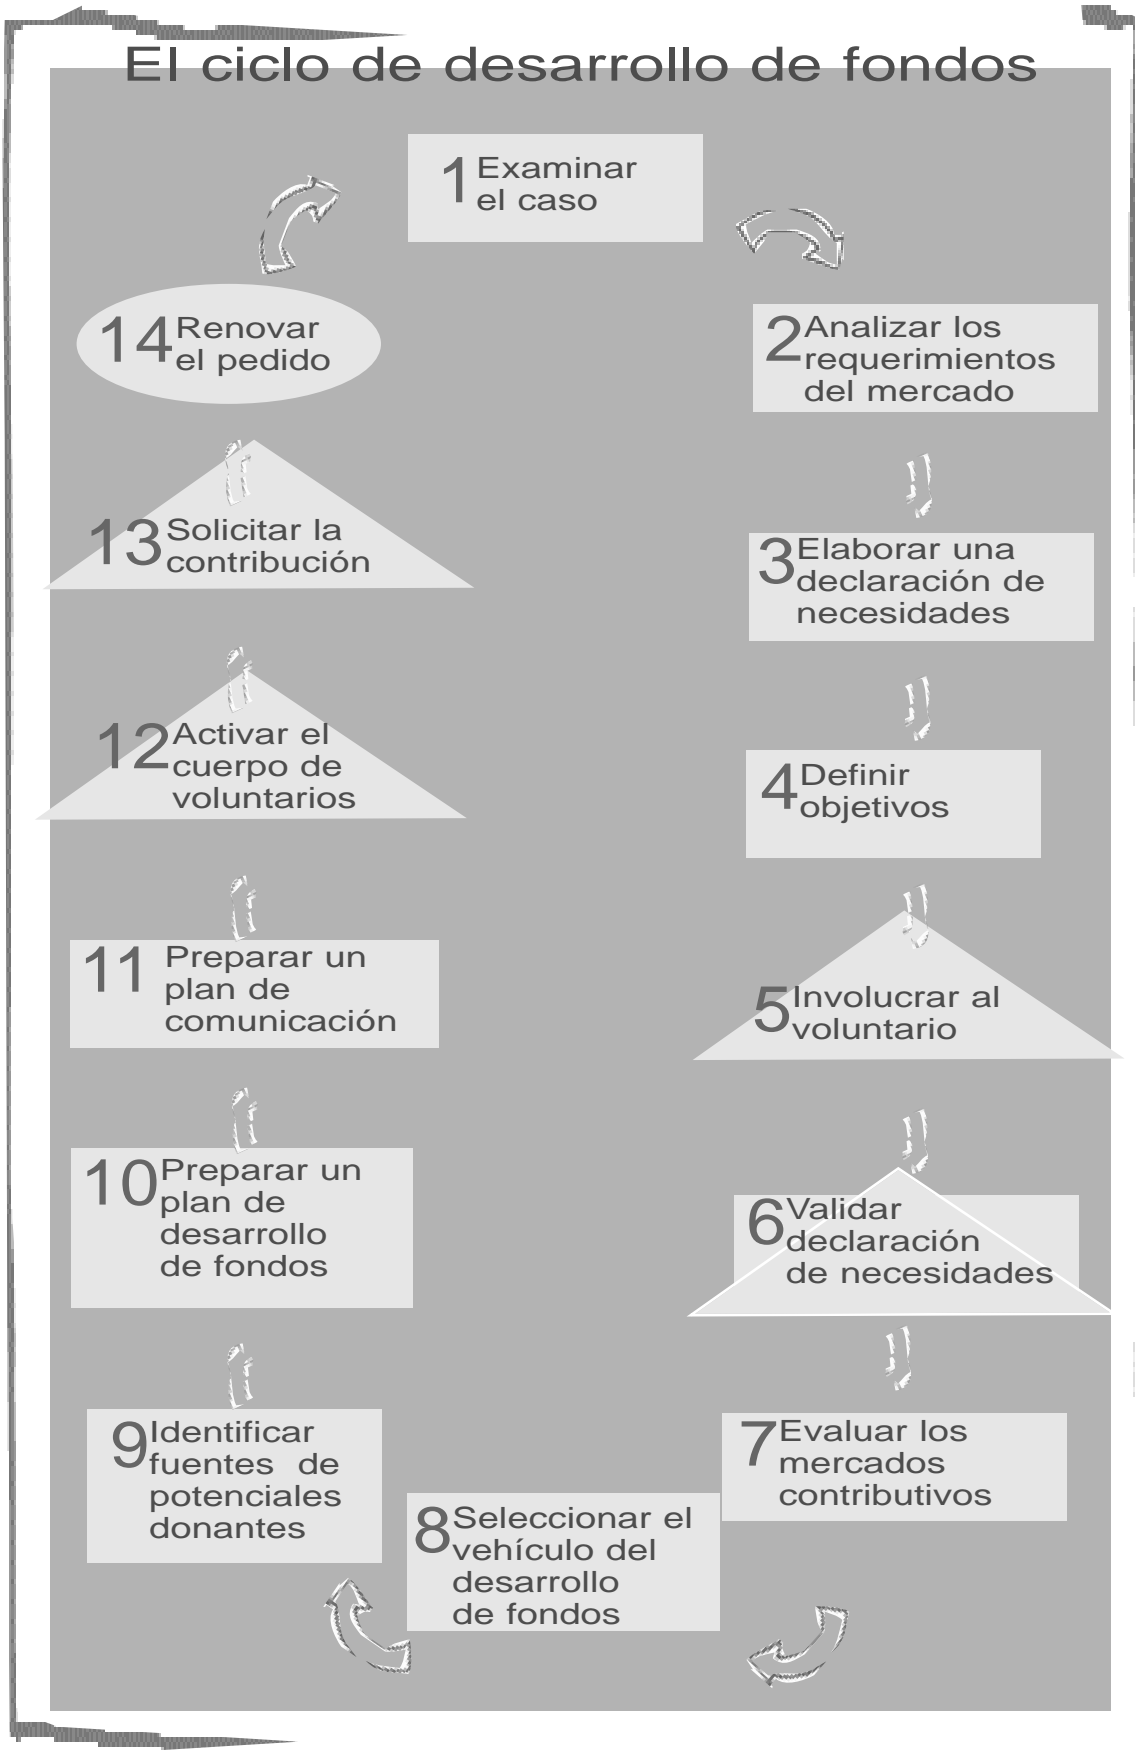 El ciclo de desarrollo de fondos
1 Examinar
el caso
2 Analizar los
requerimientos
del mercado
3 Elaborar una
declaración de
necesidades
4 Definir
objetivos
5 Involucrar al
voluntario
6 Validar
declaración
de necesidades
7 Evaluar los
mercados
contributivos
8 Seleccionar el
vehículo del
desarrollo
de fondos
9 Identificar
fuentes de
potenciales
donantes
10 Preparar un
plan de
desarrollo
de fondos
11 Preparar un
plan de
comunicación
12 Activar el
cuerpo de
voluntarios
13 Solicitar la
contribución
14 Renovar
el pedido